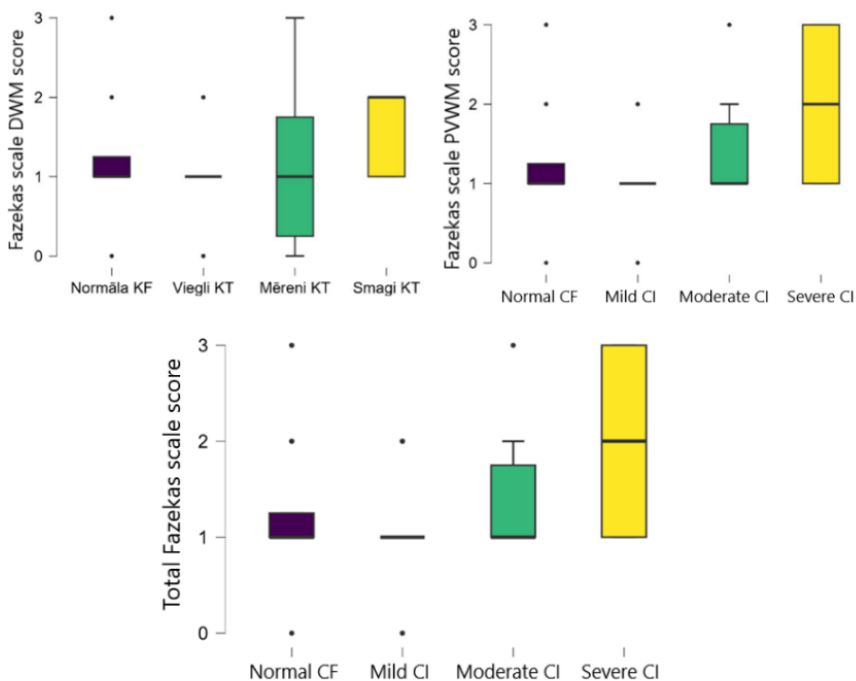 Fazekas scale DWM score
3
2
1
0
Normāla KF Viegli KT Mēreni KT Smagi KT
Fazekas scale PVWM score
3
2
1
0
Normal CF Mild CI Moderate CI Severe CI
Total Fazekas scale score
3
2
1
0
Normal CF Mild CI Moderate CI Severe CI